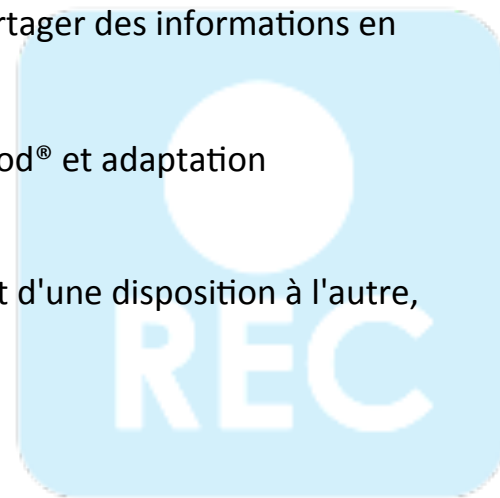 rtager des informations en
od® et adaptation
t d'une disposition à l'autre,
REC